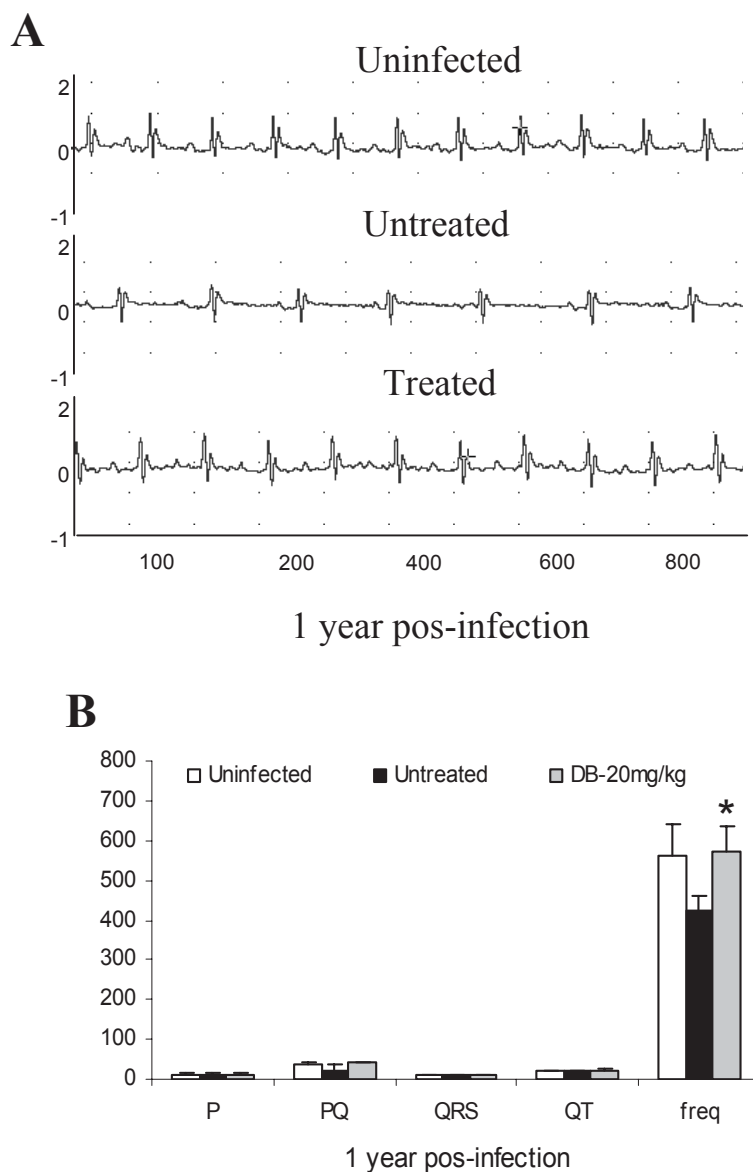 A
Uninfected
2
0
-1
Untreated
2
0
-1
Treated
2
0
-1
100 200 400 600 800
1 year pos-infection
B
800
700
600
500
400
300
200
100
0
Uninfected Untreated DB-20mg/kg
*
P PQ QRS QT freq
1 year pos-infection